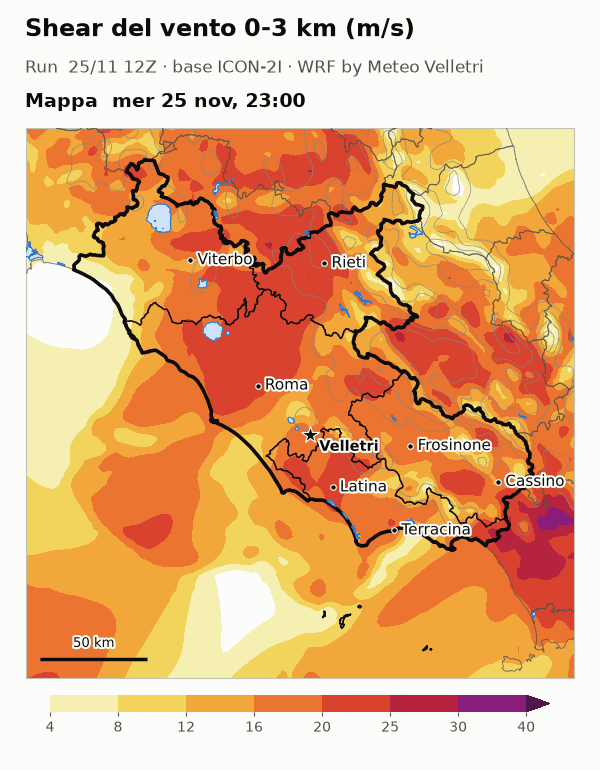 Shear del vento 0-3 km (m/s)
Run  25/11 12Z · base ICON-2I · WRF by Meteo Velletri
Mappa  mer 25 nov, 23:00
Viterbo
Rieti
Roma
Velletri
Frosinone
Latina
Cassino
Terracina
50 km
4 8 12 16 20 25 30 40